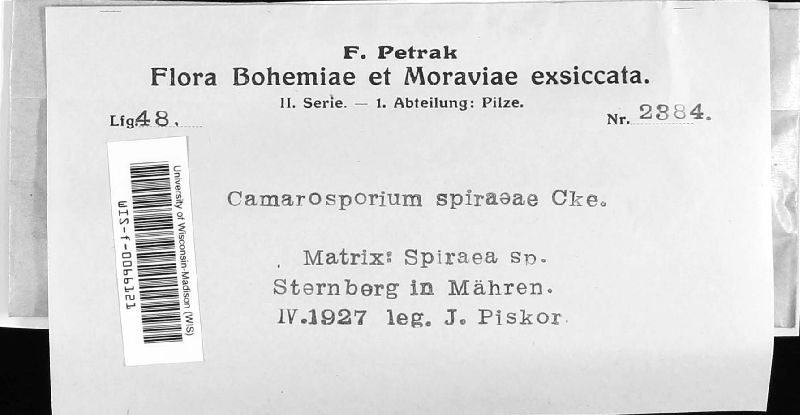 F. Petrak
Flora Bohemiae et Moraviae exsiccata.
II. Serie. — 1. Abteilung: Pilze.
Lfg. 48.
Nr. 2384.
Camarosporium spiraeae Cke.
Matrix: Spiraea sp.
Sternberg in Mähren.
IV.1927 leg. J. Piskor.
University of Wisconsin-Madison (WIS)
WIS-f-0066121